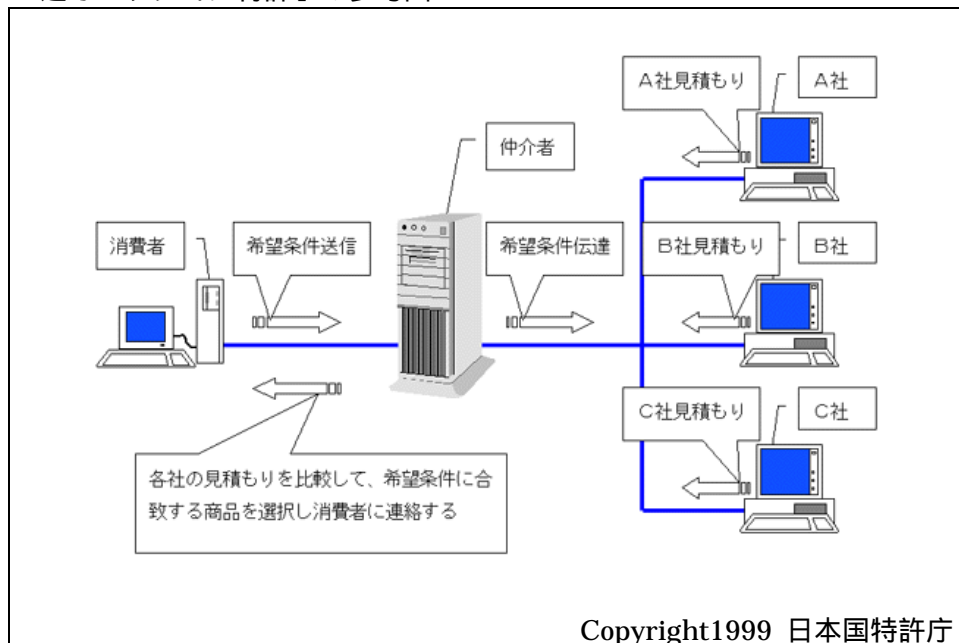 A社見積もり
A社
仲介者
消費者
希望条件送信
希望条件伝達
B社見積もり
B社
C社見積もり
C社
各社の見積もりを比較して、希望条件に合
致する商品を選択し消費者に連絡する
Copyright1999 日本国特許庁